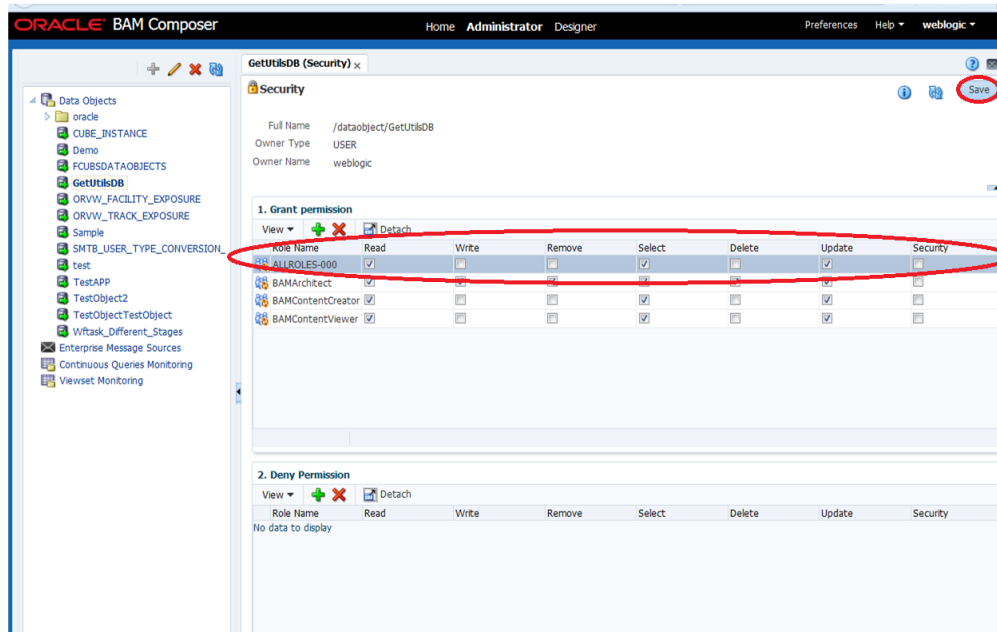 ORACLE BAM Composer Home Administrator Designer Preferences Help weblogic
GetUtilsDB (Security) x
Security Save
Full Name /dataobject/GetUtilsDB
Owner Type USER
Owner Name weblogic
Data Objects
oracle
CUBE_INSTANCE
Demo
FCUBSDATAOBJECTS
GetUtilsDB
ORVW_FACILITY_EXPOSURE
ORVW_TRACK_EXPOSURE
Sample
SMTB_USER_TYPE_CONVERSION_
test
TestAPP
TestObject2
TestObjectTestObject
Wftask_Different_Stages
Enterprise Message Sources
Continuous Queries Monitoring
Viewset Monitoring
1. Grant permission
View Detach
Role Name Read Write Remove Select Delete Update Security
ALLROLES-000
BAMArchitect
BAMContentCreator
BAMContentViewer
2. Deny Permission
View Detach
Role Name Read Write Remove Select Delete Update Security
No data to display